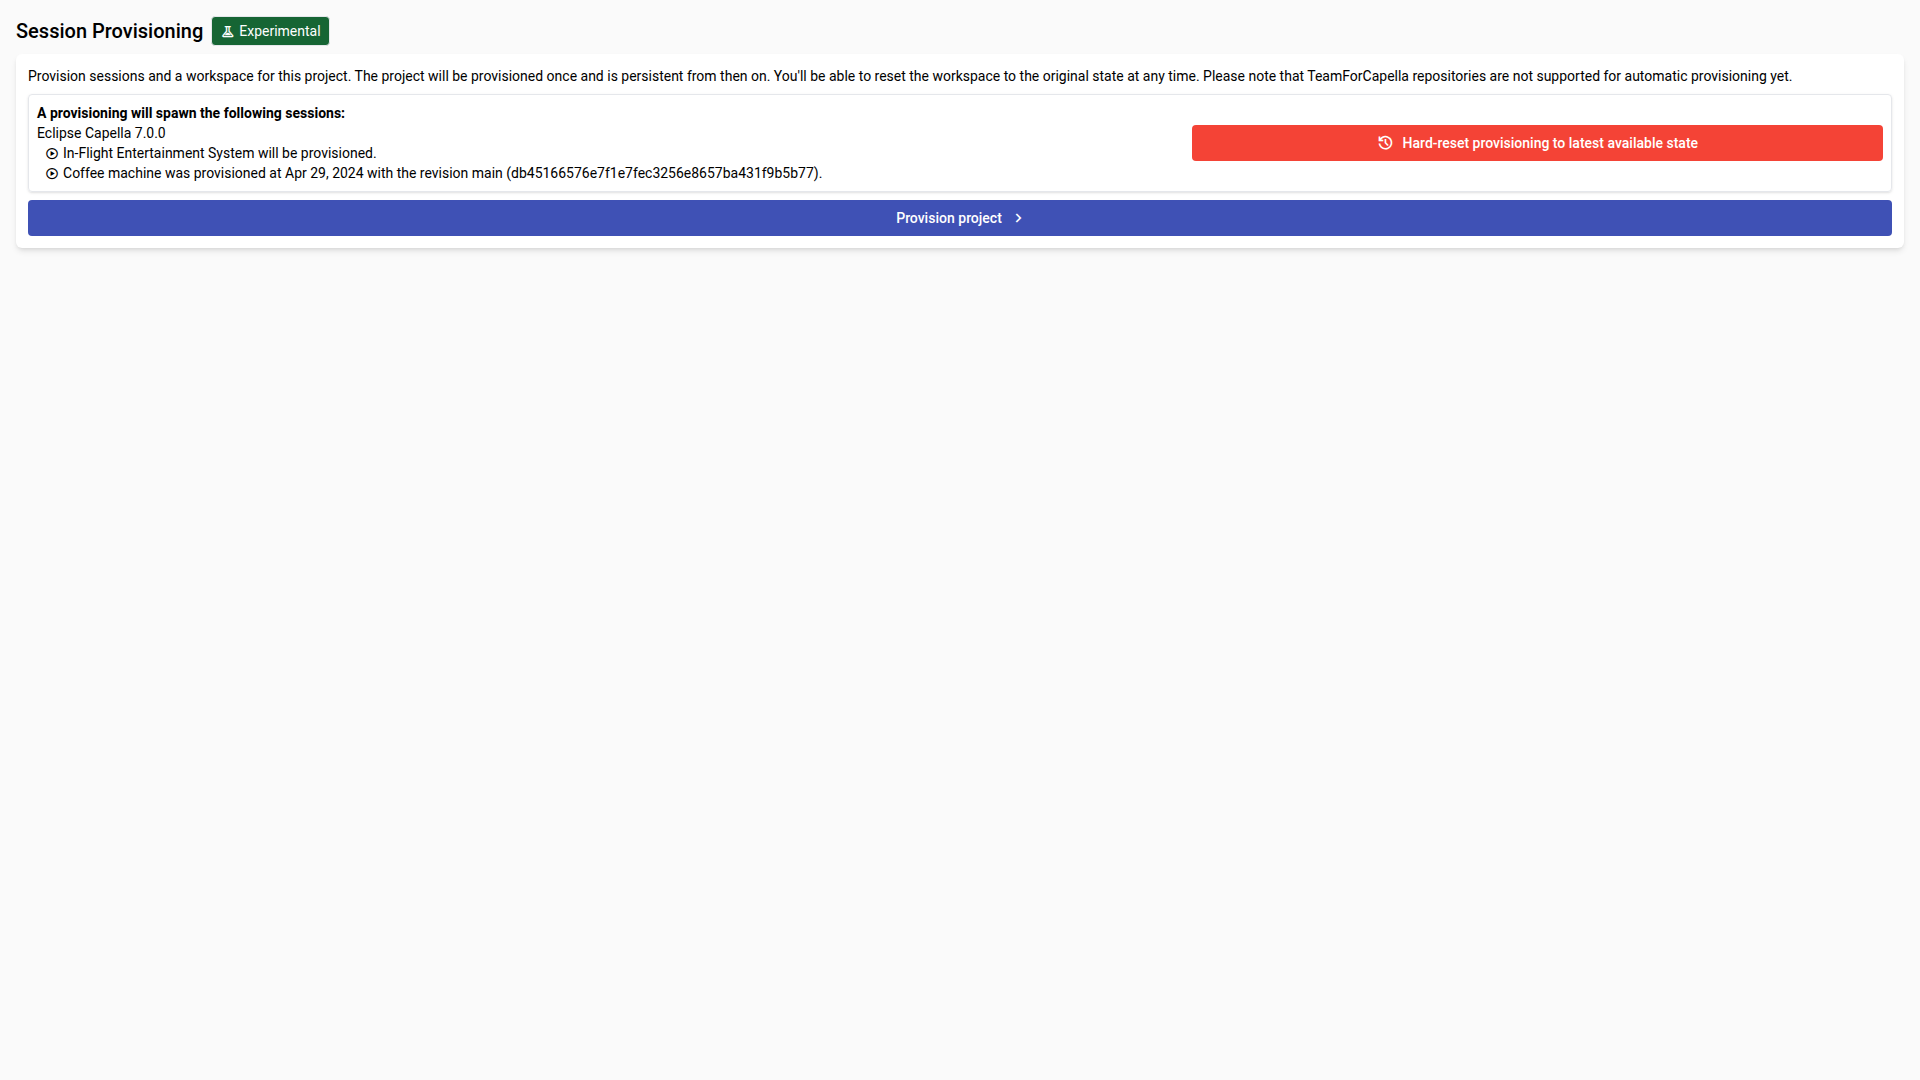 Session Provisioning
Experimental
Provision sessions and a workspace for this project. The project will be provisioned once and is persistent from then on. You'll be able to reset the workspace to the original state at any time. Please note that TeamForCapella repositories are not supported for automatic provisioning yet.
A provisioning will spawn the following sessions:
Eclipse Capella 7.0.0
In-Flight Entertainment System will be provisioned.
Coffee machine was provisioned at Apr 29, 2024 with the revision main (db45166576e7f1e7fec3256e8657ba431f9b5b77).
Hard-reset provisioning to latest available state
Provision project